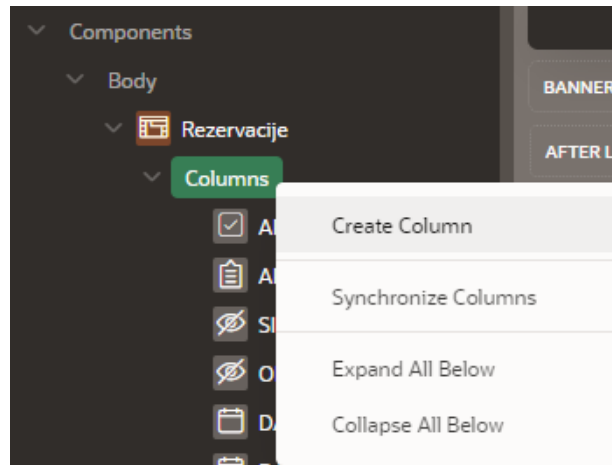 Components
Body
BANNER
Rezervacije
AFTER L
Columns
Create Column
Synchronize Columns
Expand All Below
Collapse All Below